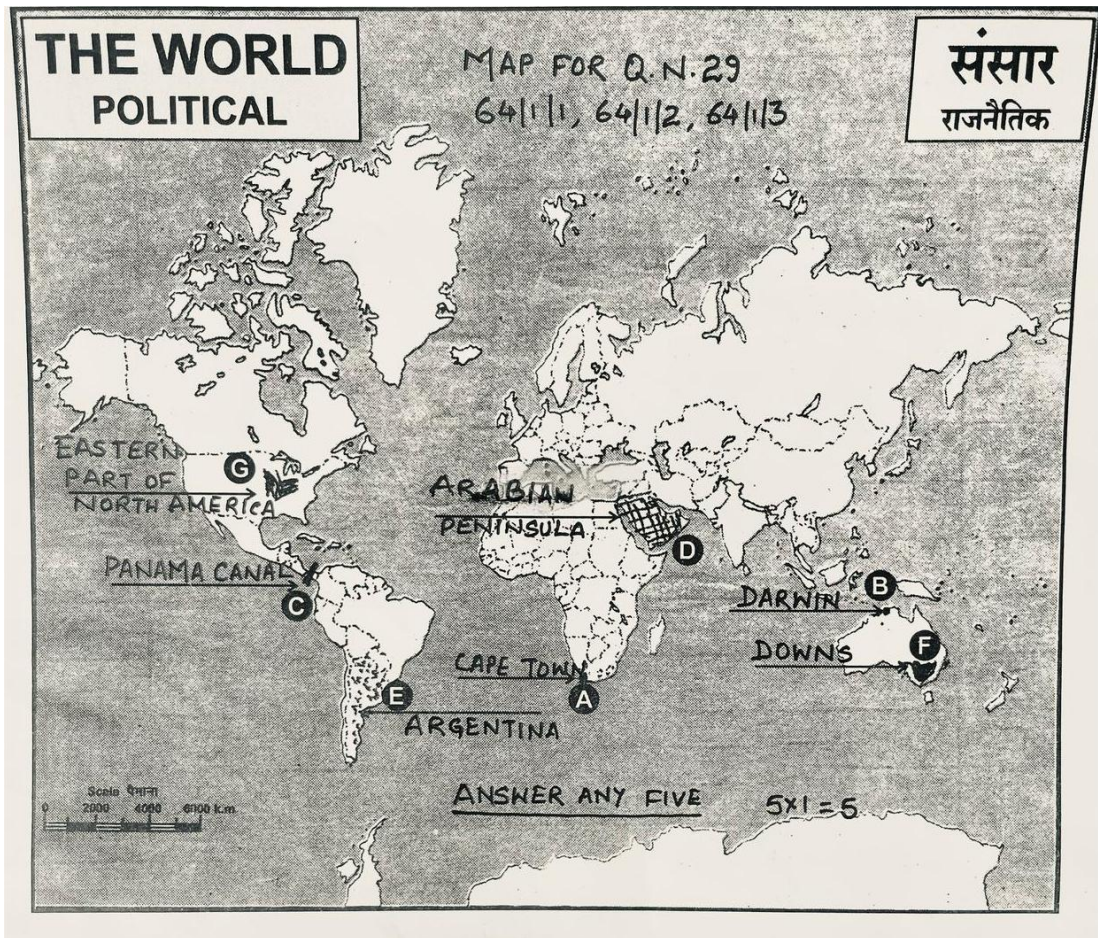 THE WORLD
POLITICAL
MAP FOR Q.N.29
64/1/1, 64/1/2, 64/1/3
संसार
राजनैतिक
EASTERN
PART OF
NORTH AMERICA
G
ARABIAN
PENINSULA
D
PANAMA CANAL
C
B
DARWIN
F
DOWNS
CAPE TOWN
A
E
ARGENTINA
Scale पैमाना
0 2000 4000 6000 k.m.
ANSWER ANY FIVE 5x1=5